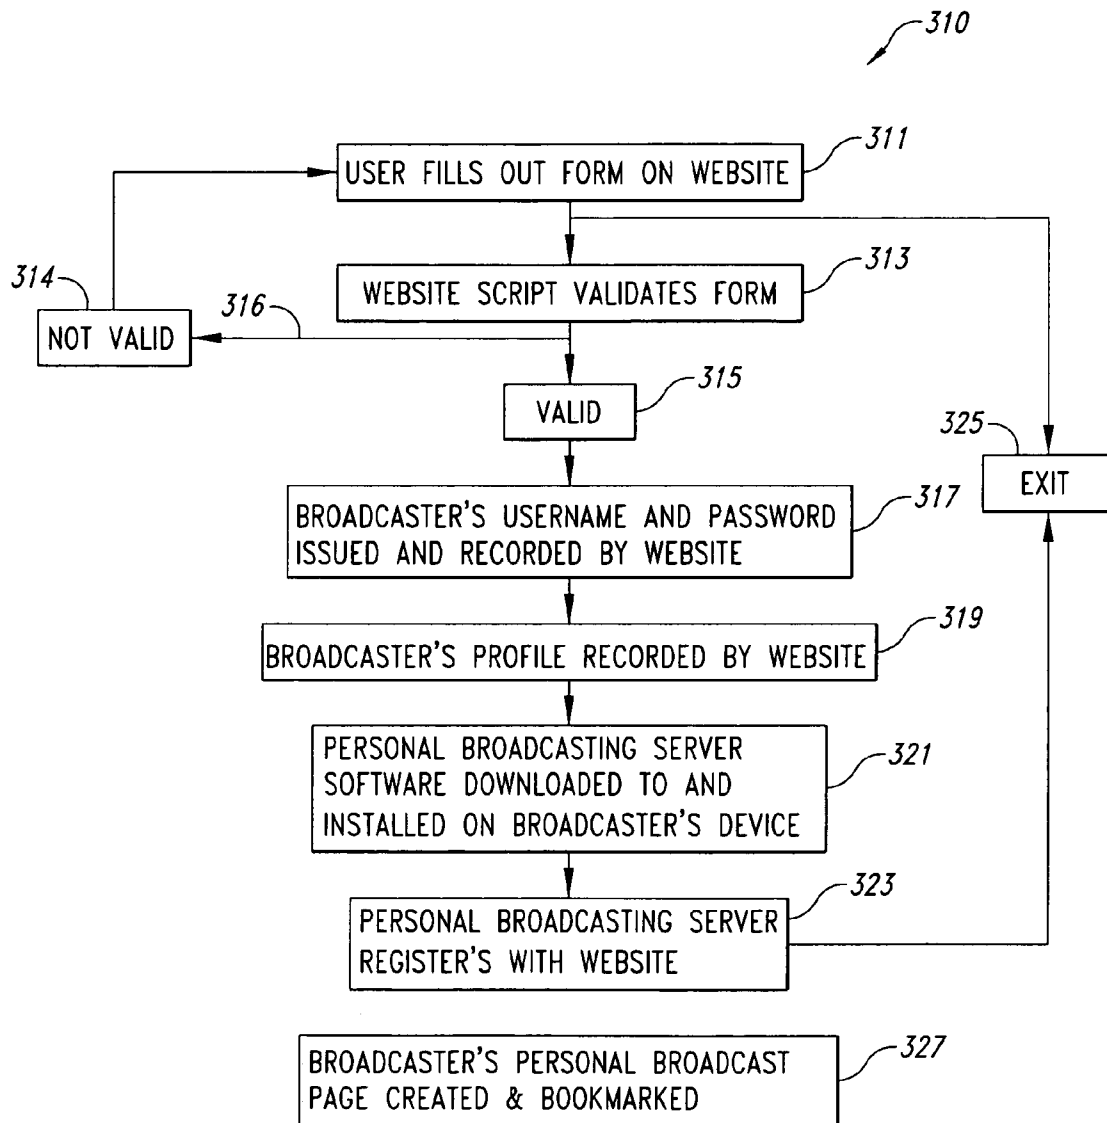 310
311
USER FILLS OUT FORM ON WEBSITE
313
314
WEBSITE SCRIPT VALIDATES FORM
316
NOT VALID
315
VALID
325
EXIT
317
BROADCASTER'S USERNAME AND PASSWORD
ISSUED AND RECORDED BY WEBSITE
319
BROADCASTER'S PROFILE RECORDED BY WEBSITE
PERSONAL BROADCASTING SERVER
321
SOFTWARE DOWNLOADED TO AND
INSTALLED ON BROADCASTER'S DEVICE
323
PERSONAL BROADCASTING SERVER
REGISTER'S WITH WEBSITE
327
BROADCASTER'S PERSONAL BROADCAST
PAGE CREATED & BOOKMARKED